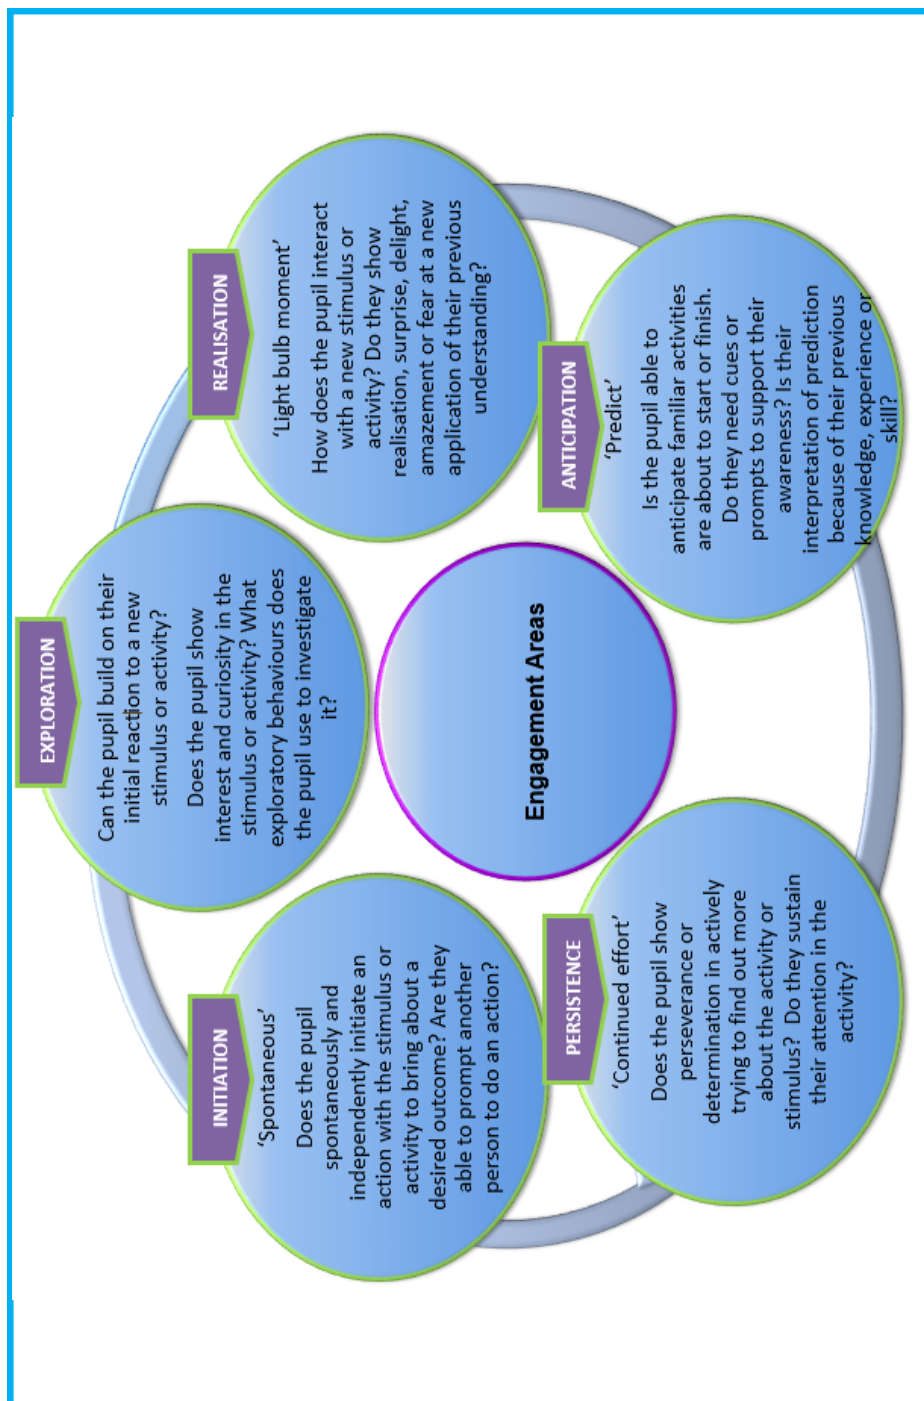 EXPLORATION
Can the pupil build on their
initial reaction to a new
stimulus or activity?
Does the pupil show
interest and curiosity in the
stimulus or activity? What
exploratory behaviours does
the pupil use to investigate
it?
REALISATION
‘Light bulb moment’
How does the pupil interact
with a new stimulus or
activity? Do they show
realisation, surprise, delight,
amazement or fear at a new
application of their previous
understanding?
ANTICIPATION
‘Predict’
Is the pupil able to
anticipate familiar activities
are about to start or finish.
Do they need cues or
prompts to support their
awareness? Is their
interpretation of prediction
because of their previous
knowledge, experience or
skill?
PERSISTENCE
‘Continued effort’
Does the pupil show
perseverance or
determination in actively
trying to find out more
about the activity or
stimulus? Do they sustain
their attention in the
activity?
INITIATION
‘Spontaneous’
Does the pupil
spontaneously and
independently initiate an
action with the stimulus or
activity to bring about a
desired outcome? Are they
able to prompt another
person to do an action?
Engagement Areas